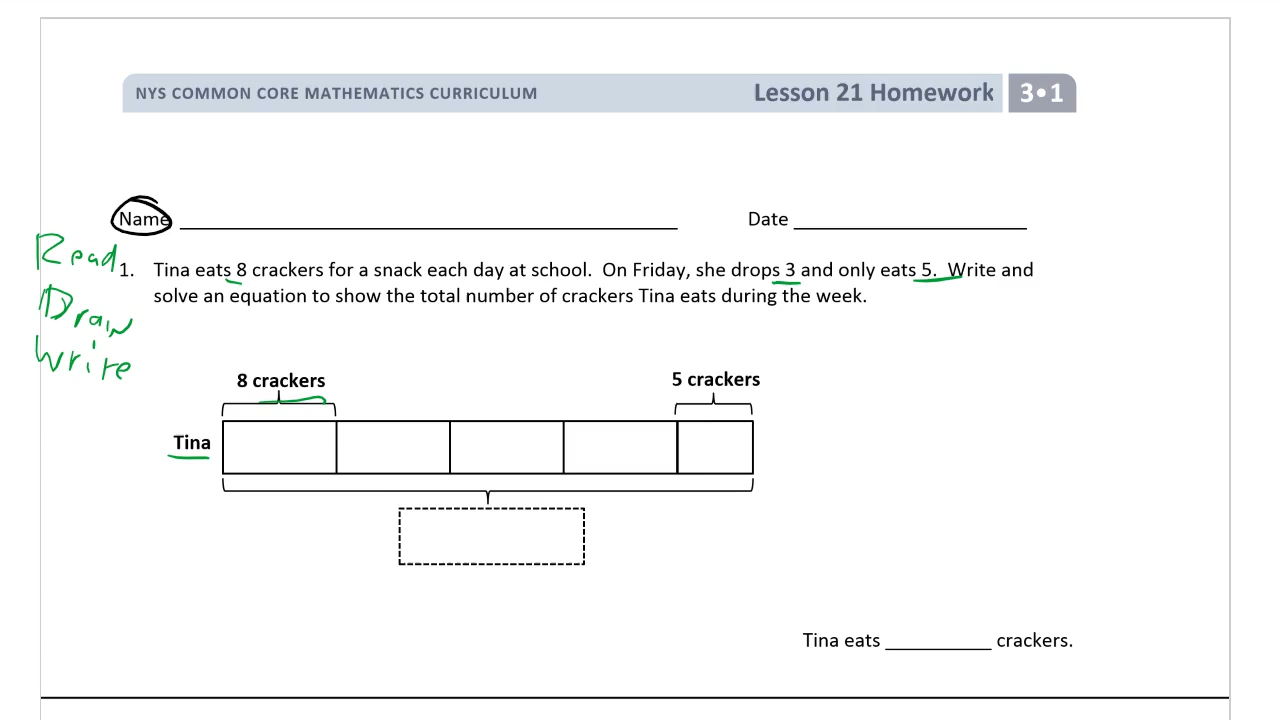 NYS COMMON CORE MATHEMATICS CURRICULUM Lesson 21 Homework 3•1
Name Date
Read
1. Tina eats 8 crackers for a snack each day at school. On Friday, she drops 3 and only eats 5. Write and
solve an equation to show the total number of crackers Tina eats during the week.
Draw
Write
8 crackers 5 crackers
Tina
Tina eats __________ crackers.